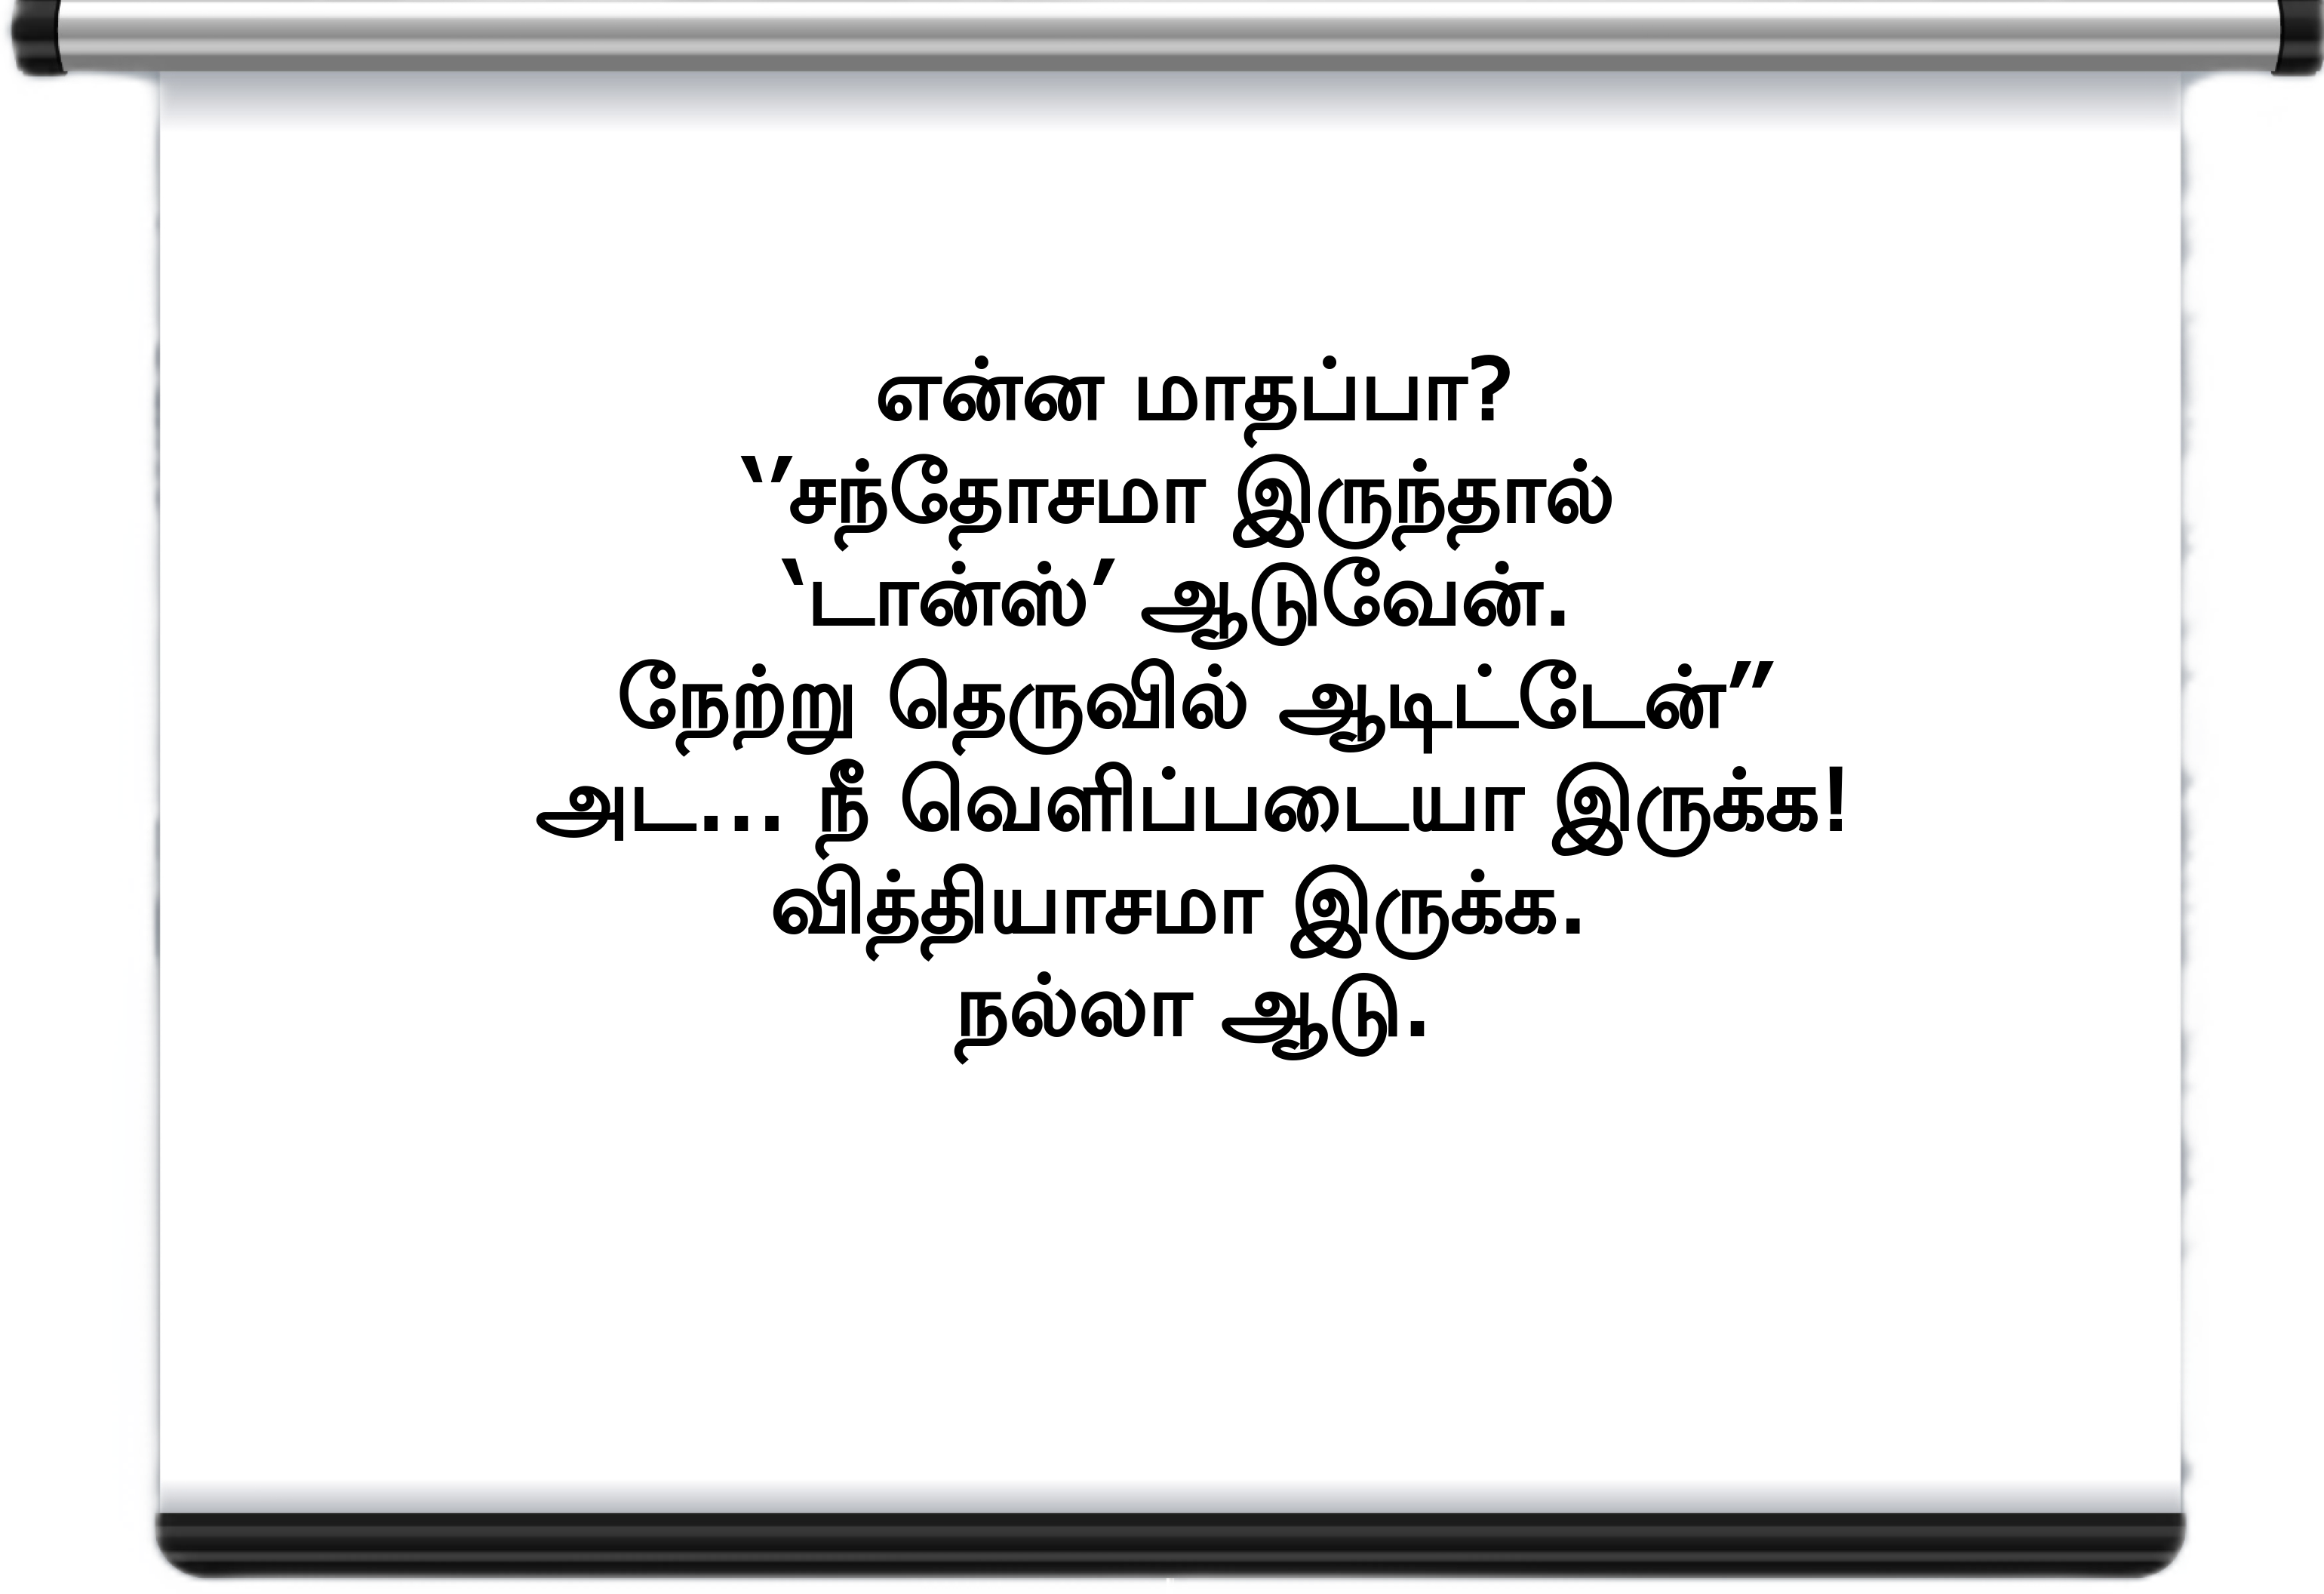 என்ன மாதப்பா?
‘‘சந்தோசமா இருந்தால்
‘டான்ஸ்’ ஆடுவேன்.
நேற்று தெருவில் ஆடிட்டேன்’’
அட... நீ வெளிப்படையா இருக்க!
வித்தியாசமா இருக்க.
நல்லா ஆடு.